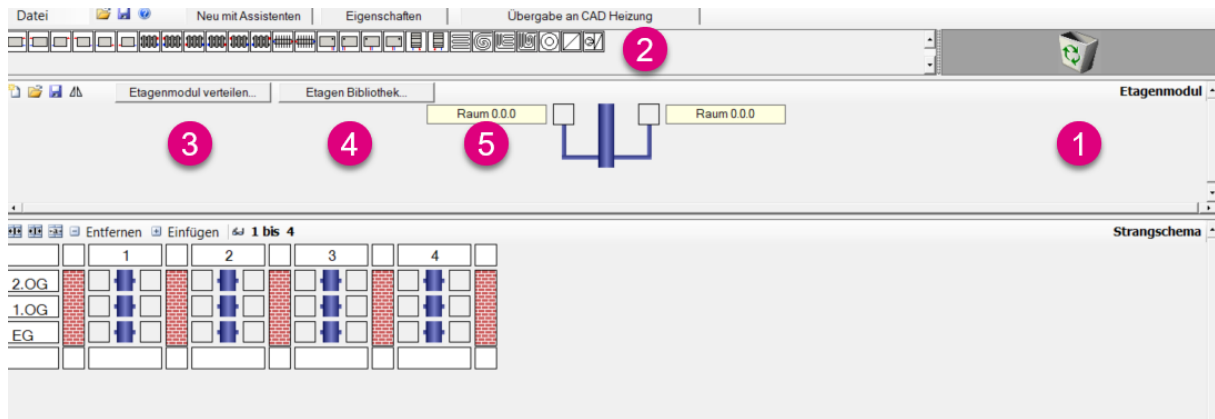 Datei Neu mit Assistenten Eigenschaften Übergabe an CAD Heizung
2
Etagenmodul verteilen... Etagen Bibliothek... Etagenmodul
Raum 0.0.0 Raum 0.0.0
3 4 5 1
Entfernen Einfügen 1 bis 4 Strangschema
1 2 3 4
2.OG
1.OG
EG